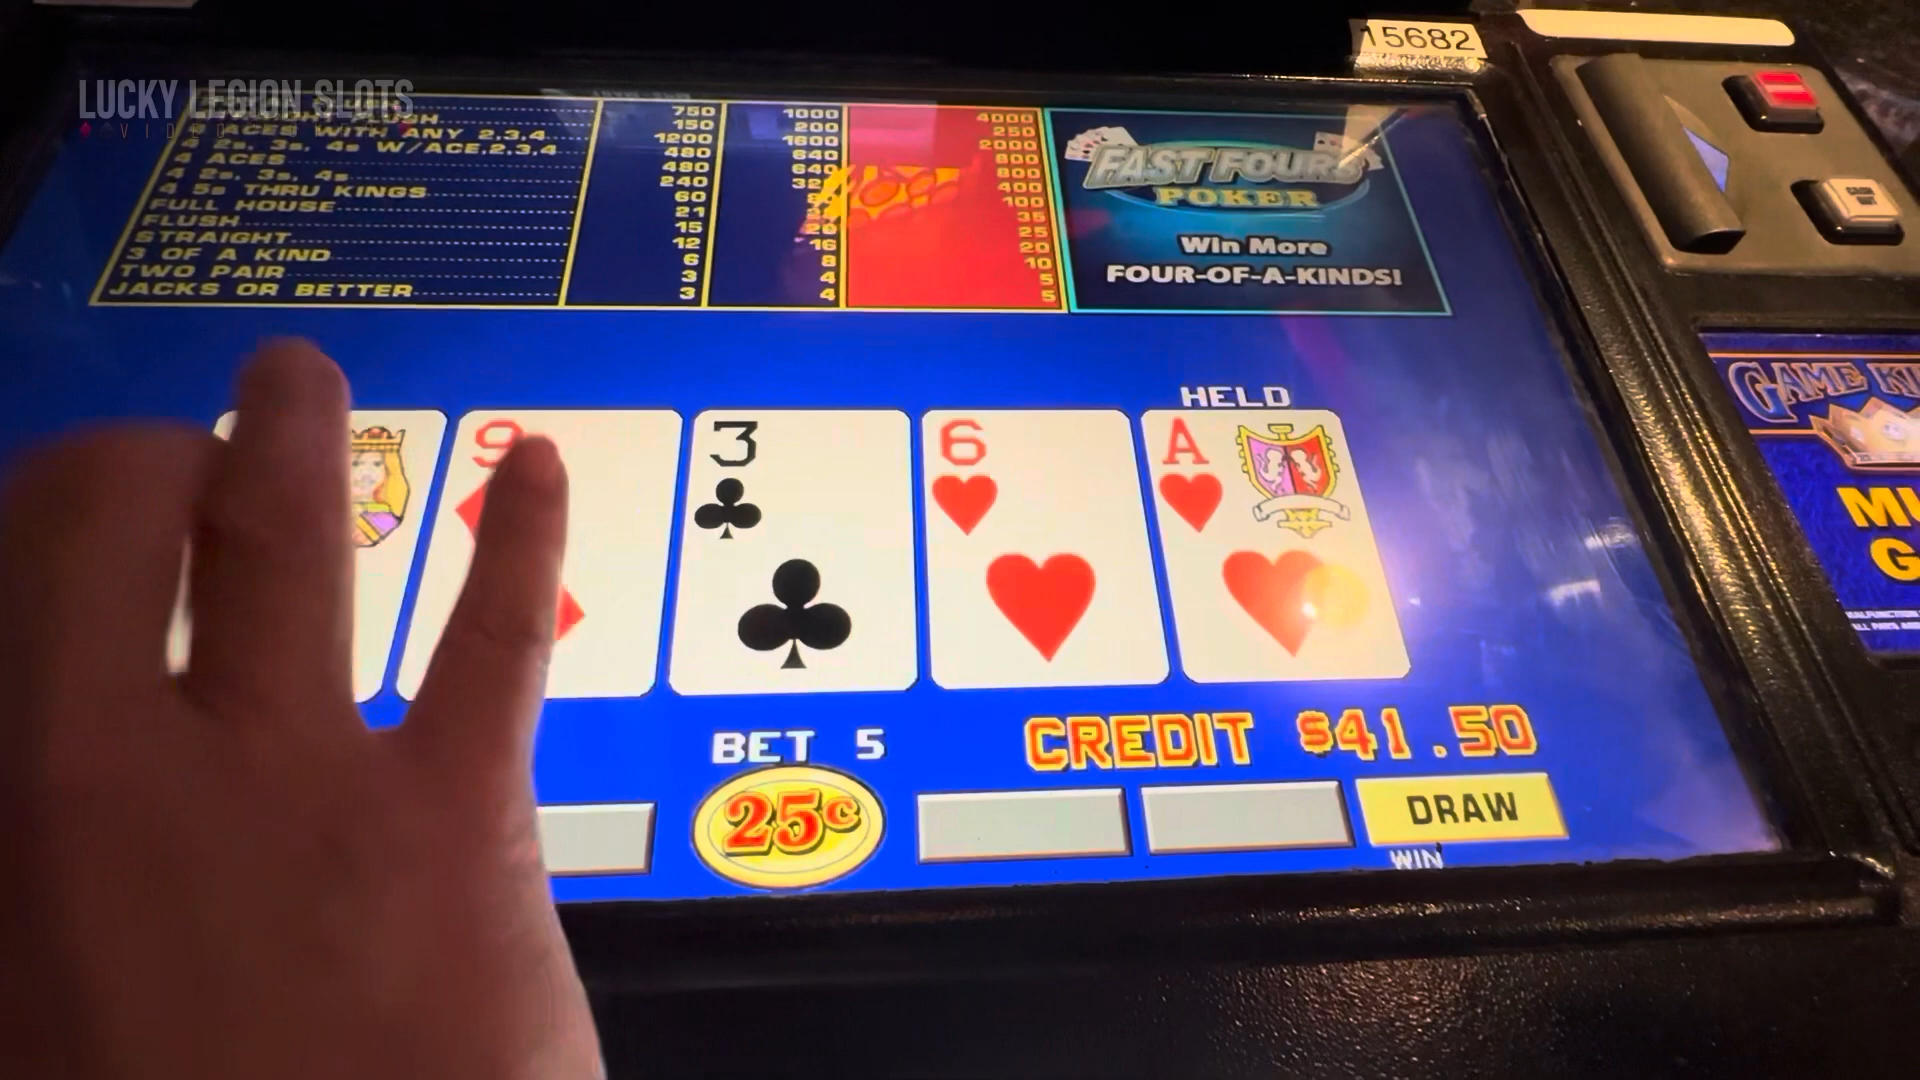 15682
LUCKY LEGION SLOTS
750 1000 4000
150 200 250
ACES WITH ANY 2,3,4 1200 1600 2000
4 2s, 3s, 4s W/ACE,2,3,4 480 640 800
4 ACES 480 640 800
4 2s, 3s, 4s 240 400
4 5s THRU KINGS 60 100
FULL HOUSE 21 35
FLUSH 15 20 25
STRAIGHT 12 16 20
3 OF A KIND 6 8 10
TWO PAIR 3 4 5
JACKS OR BETTER 3 4 5
FAST FOURS
POKER
Win More
FOUR-OF-A-KINDS!
GAME
HELD
9 3 6 A
BET 5 CREDIT $41.50
25¢
DRAW
WIN